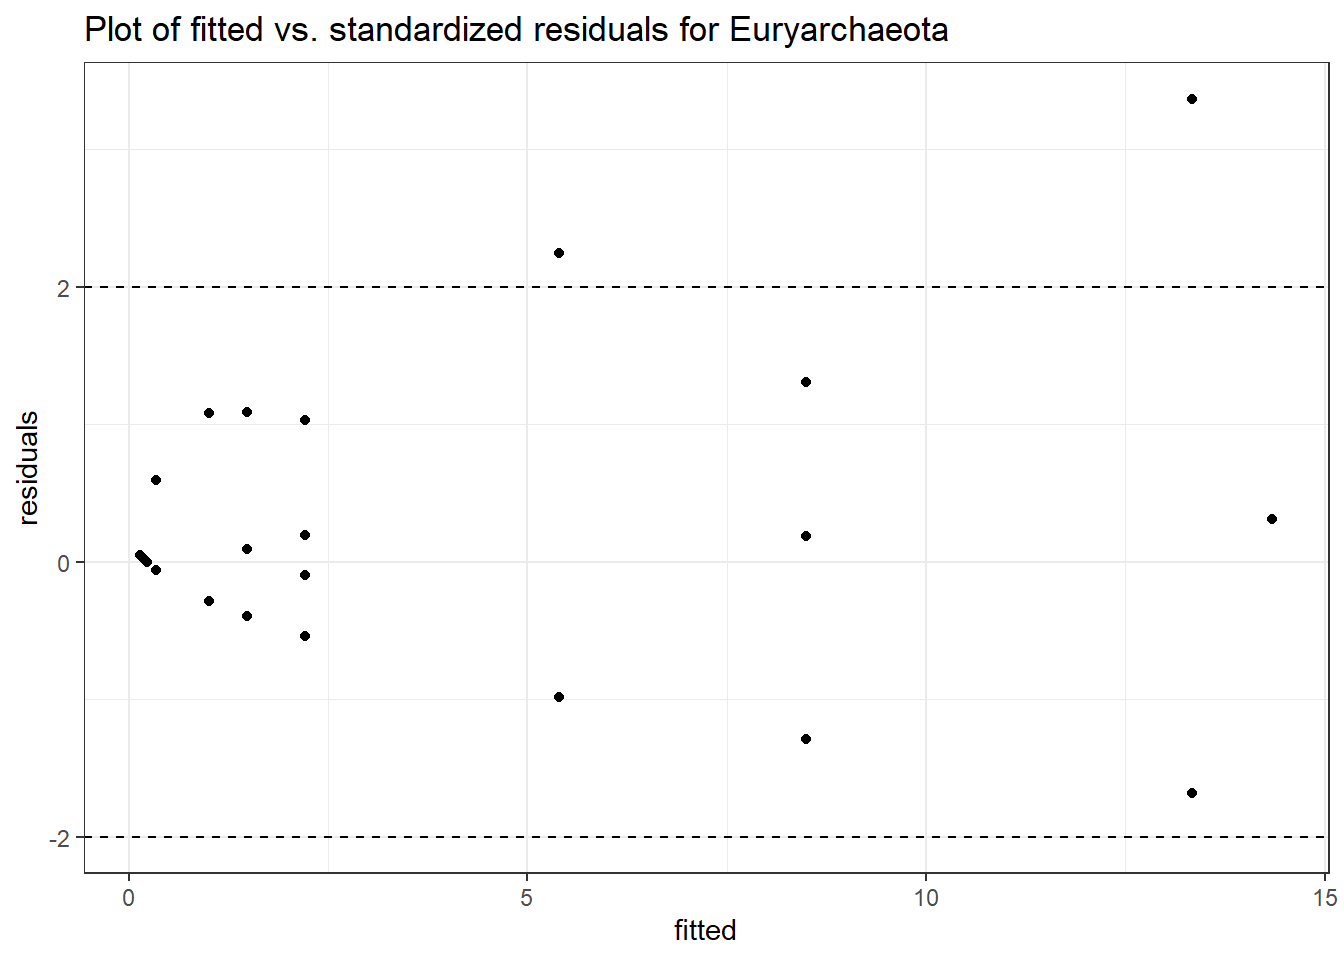 Plot of fitted vs. standardized residuals for Euryarchaeota
2
0
-2
residuals
0 5 10 15
fitted